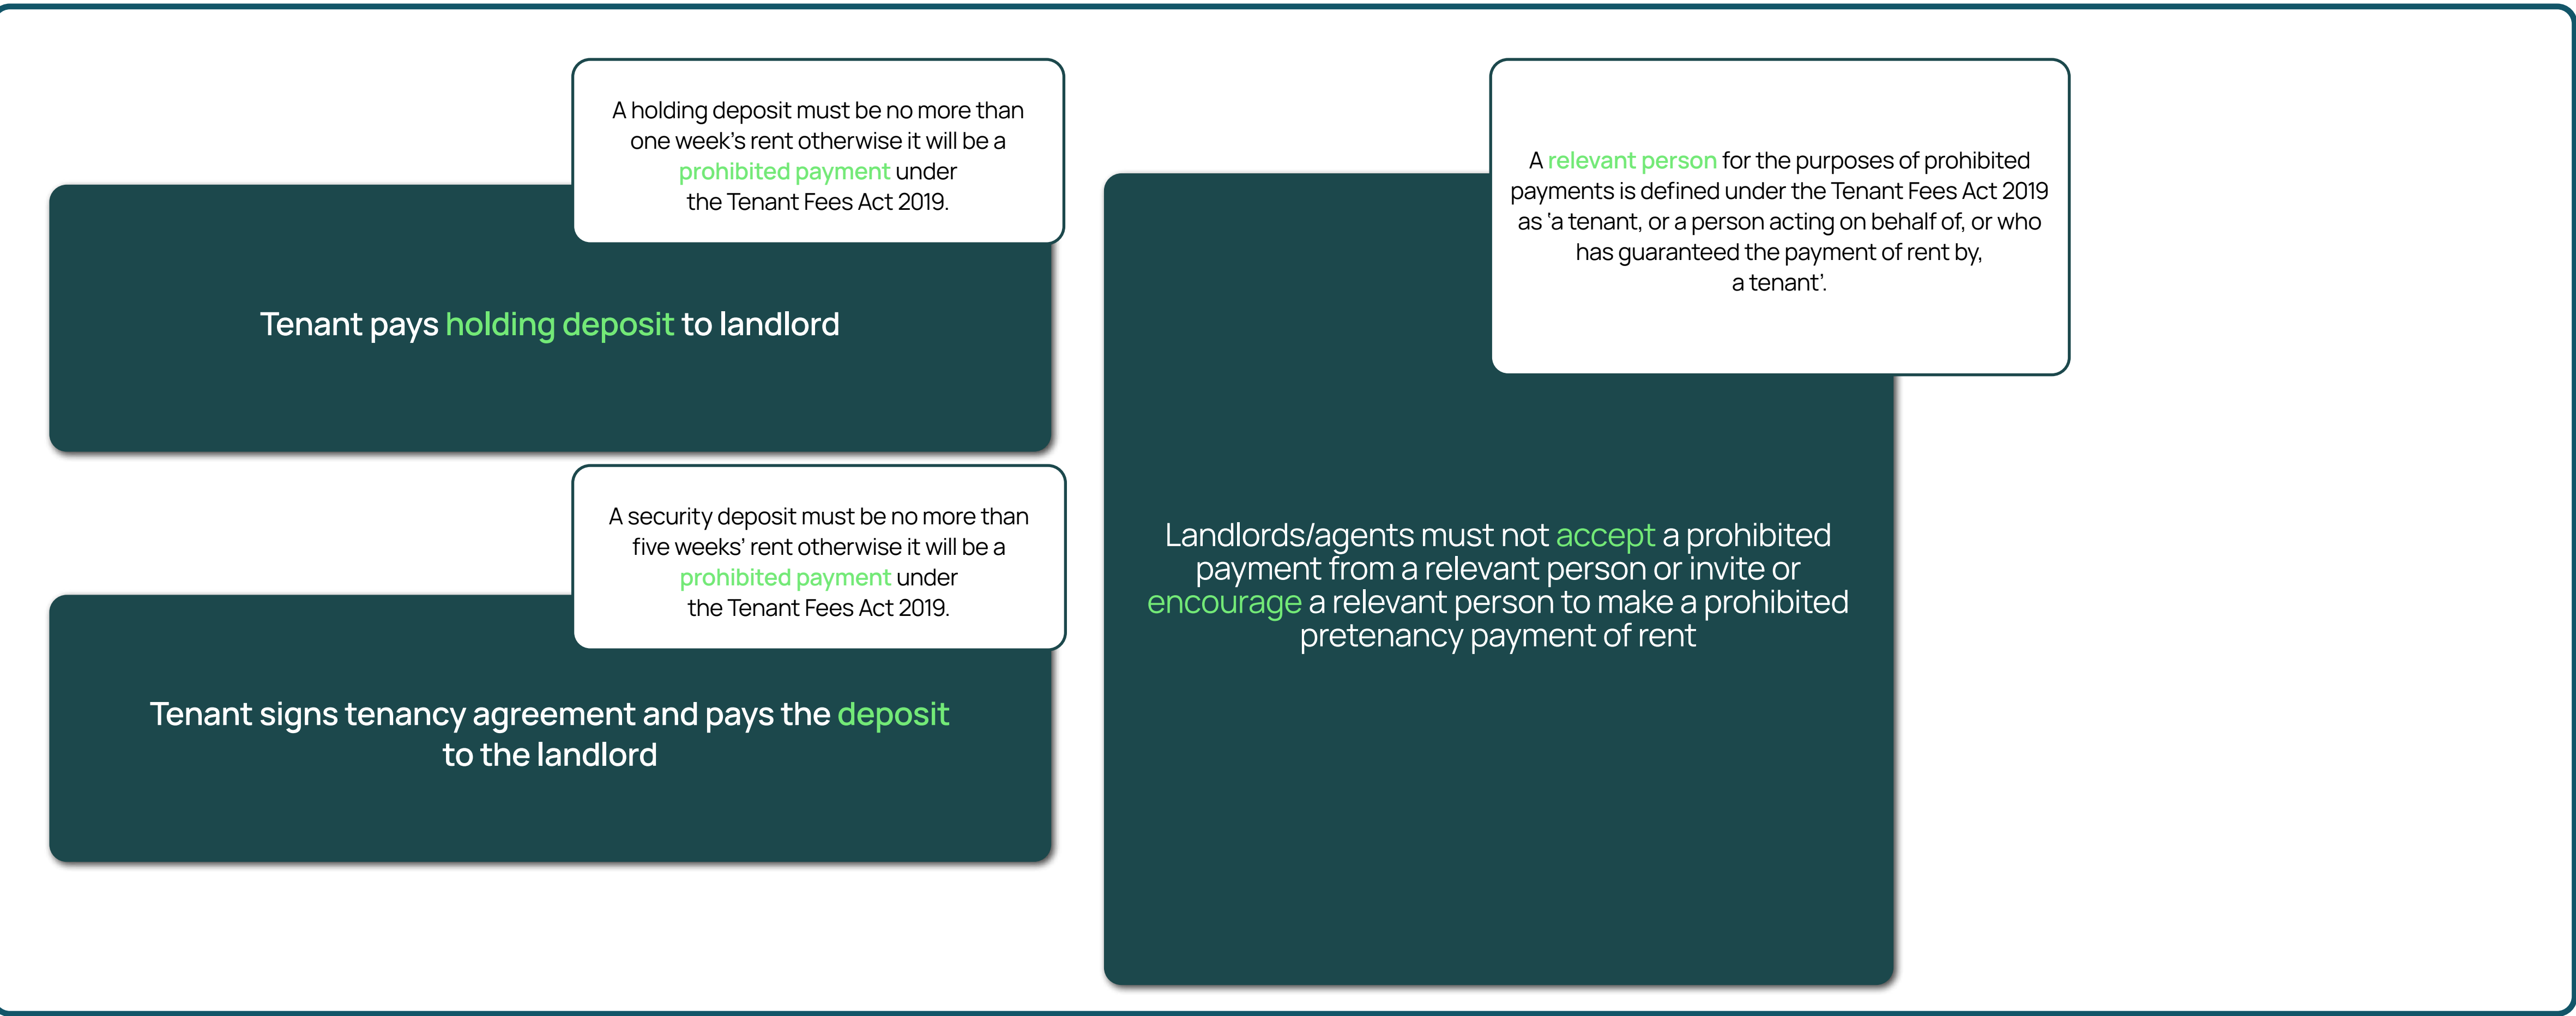 A holding deposit must be no more than
one week’s rent otherwise it will be a
prohibited payment under
the Tenant Fees Act 2019.
Tenant pays holding deposit to landlord
A security deposit must be no more than
five weeks’ rent otherwise it will be a
prohibited payment under
the Tenant Fees Act 2019.
Tenant signs tenancy agreement and pays the deposit
to the landlord
A relevant person for the purposes of prohibited
payments is defined under the Tenant Fees Act 2019
as ‘a tenant, or a person acting on behalf of, or who
has guaranteed the payment of rent by,
a tenant’.
Landlords/agents must not accept a prohibited
payment from a relevant person or invite or
encourage a relevant person to make a prohibited
pretenancy payment of rent